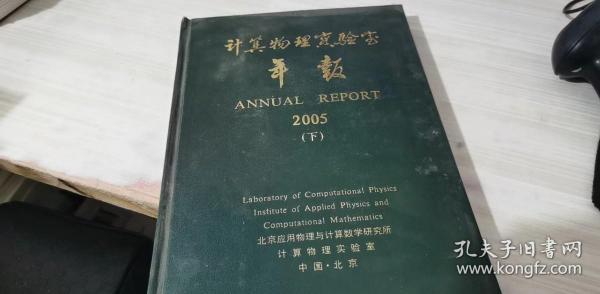 计算物理实验室
年报
ANNUAL REPORT
2005
(下)
Laboratory of Computational Physics
Institute of Applied Physics and
Computational Mathematics
北京应用物理与计算数学研究所
计算物理实验室
中国·北京
孔夫子旧书网
www.kongfz.com